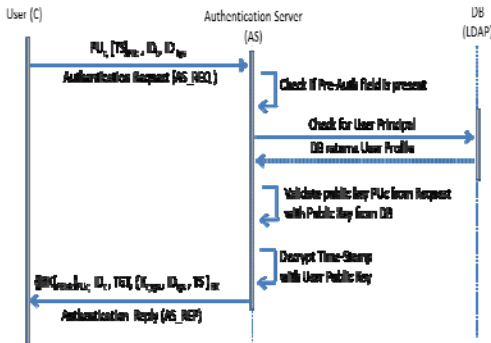 User (C)
Authentication Server
(AS)
DB
(LDAP)
Authentication Request (AS_REQ)
Check if Pre-Auth field is present
Check for User Principal
DB returns User Profile
Validate public key PUc from Request
with Public Key from DB
Decrypt Time-Stamp
with User Public Key
Authentication Reply (AS_REP)